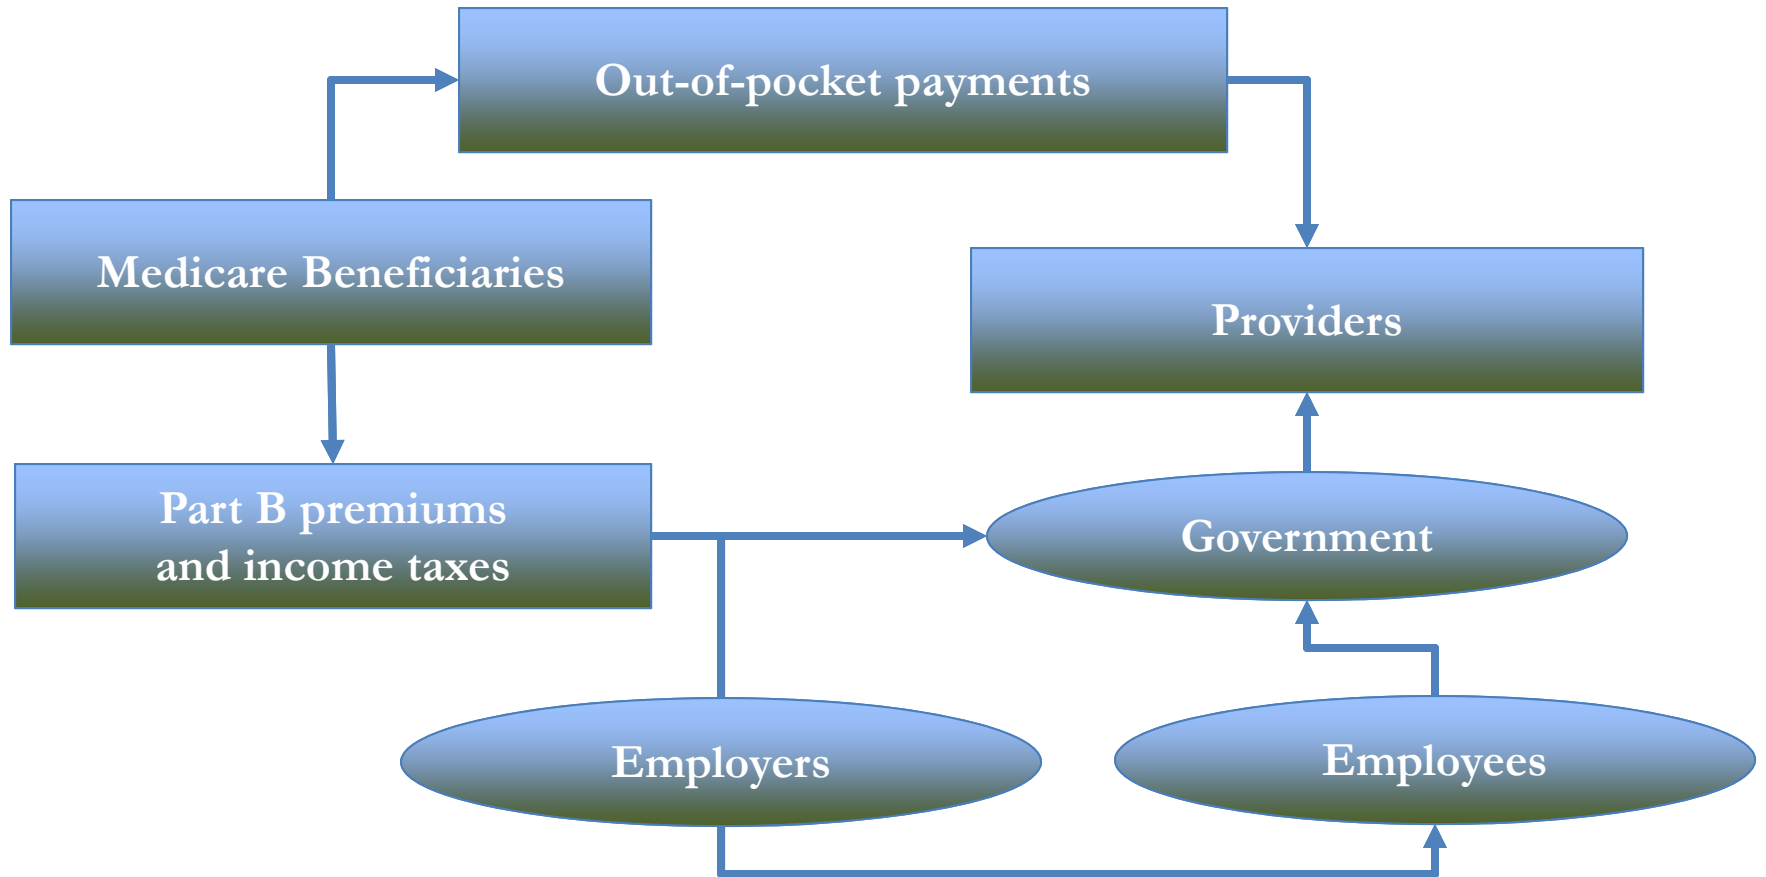 Out-of-pocket payments
Medicare Beneficiaries
Providers
Part B premiums
and income taxes
Government
Employers
Employees